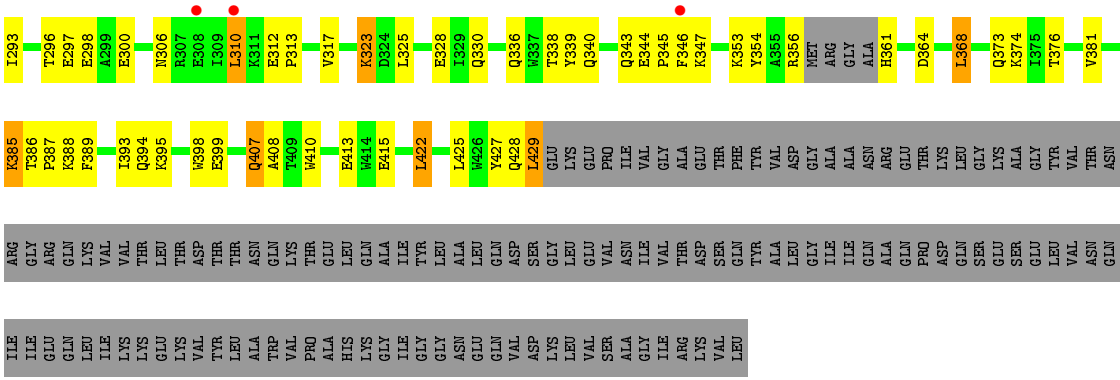 I293 T296 E297 E298 A299 E300 N306 R307 E308 I309 L310 K311 E312 P313 V317 K323 D324 L325 E328 I329 Q330 Q336 W337 T338 Y339 Q340 Q343 E344 P345 F346 K347 K353 Y354 A355 R356 MET ARG GLY ALA H361 D364 L368 Q373 K374 I375 T376 V381
K385 T386 P387 K388 F389 I393 Q394 K395 W398 E399 Q407 A408 T409 W410 E413 W414 E415 L422 L425 W426 Y427 Q428 L429 GLU LYS GLU PRO ILE VAL GLY ALA GLU THR PHE TYR VAL ASP GLY ALA ALA ASN ARG GLU THR LYS LEU GLY LYS ALA GLY TYR VAL THR ASN
ARG GLY ARG GLN LYS VAL VAL THR LEU THR ASP THR THR ASN GLN LYS THR GLU LEU GLN ALA ILE TYR LEU ALA LEU GLN ASP SER GLY LEU GLU VAL ASN ILE VAL THR ASP SER GLN TYR ALA LEU GLY ILE ILE GLN ALA GLN PRO ASP GLN SER GLU SER GLU LEU VAL ASN GLN
ILE ILE GLU GLN LEU ILE LYS LYS GLU LYS VAL TYR LEU ALA TRP VAL PRO ALA HIS LYS GLY ILE GLY GLY ASN GLU GLN VAL ASP LYS LEU VAL SER ALA GLY ILE ARG LYS VAL LEU